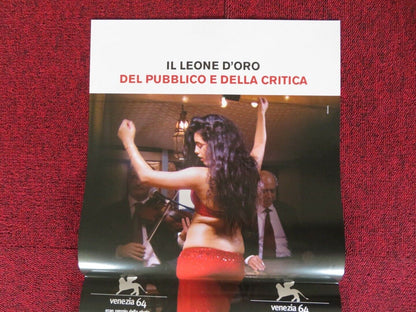 IL LEONE D'ORO
DEL PUBBLICO E DELLA CRITICA
venezia 64
venezia 64